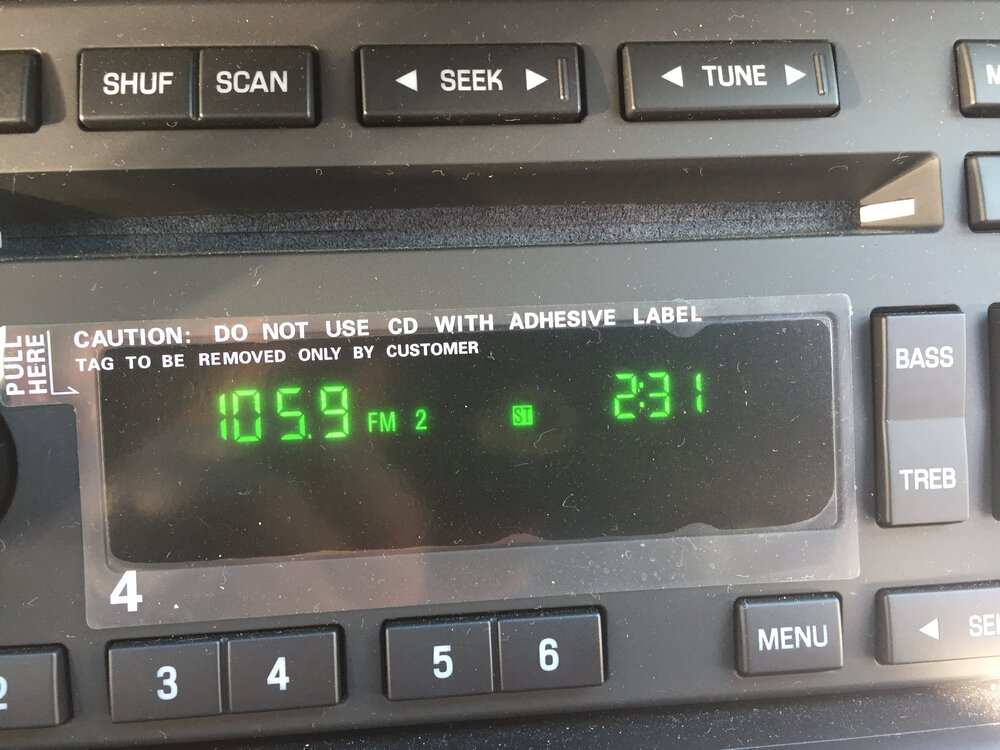 SHUF SCAN ◄ SEEK ► ◄ TUNE ►
CAUTION: DO NOT USE CD WITH ADHESIVE LABEL
TAG TO BE REMOVED ONLY BY CUSTOMER
PULL
HERE
105.9 FM 2 ST 2:31
BASS
TREB
4
2 3 4 5 6 MENU ◄